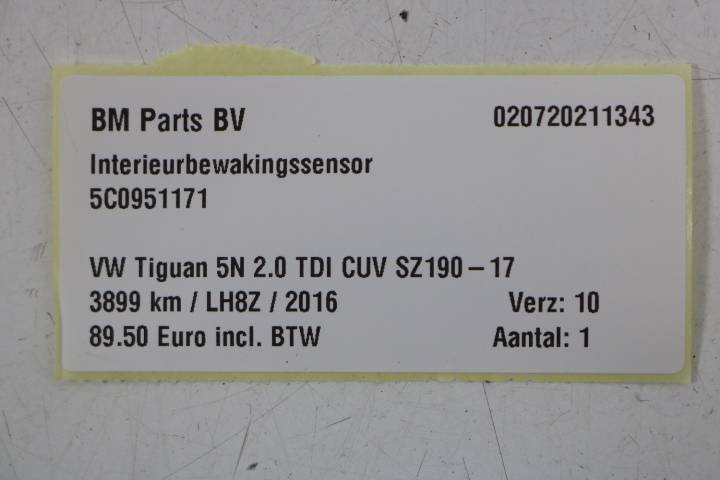 BM Parts BV 020720211343
Interieurbewakingssensor
5C0951171
VW Tiguan 5N 2.0 TDI CUV SZ190 – 17
3899 km / LH8Z / 2016 Verz: 10
89.50 Euro incl. BTW Aantal: 1